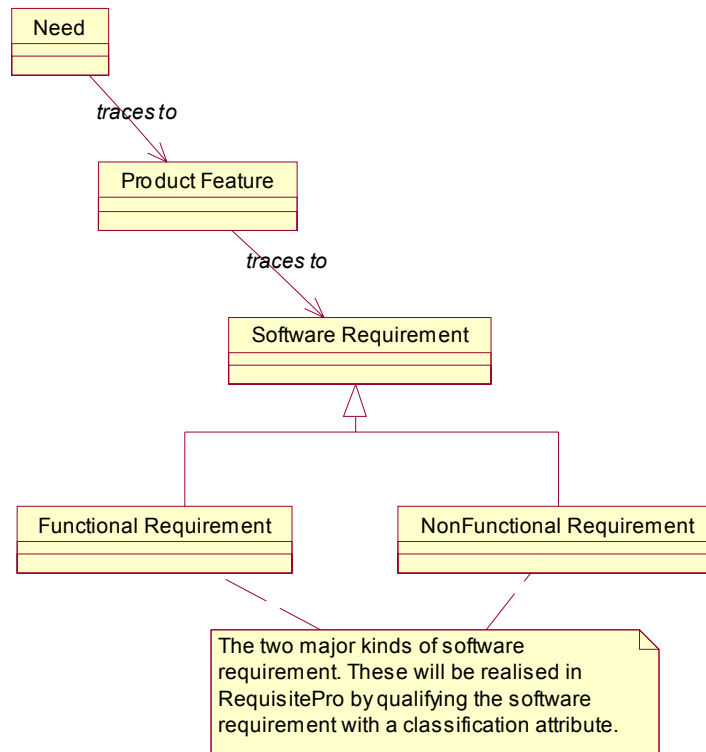 Need
traces to
Product Feature
traces to
Software Requirement
Functional Requirement
NonFunctional Requirement
The two major kinds of software
requirement. These will be realised in
RequisitePro by qualifying the software
requirement with a classification attribute.